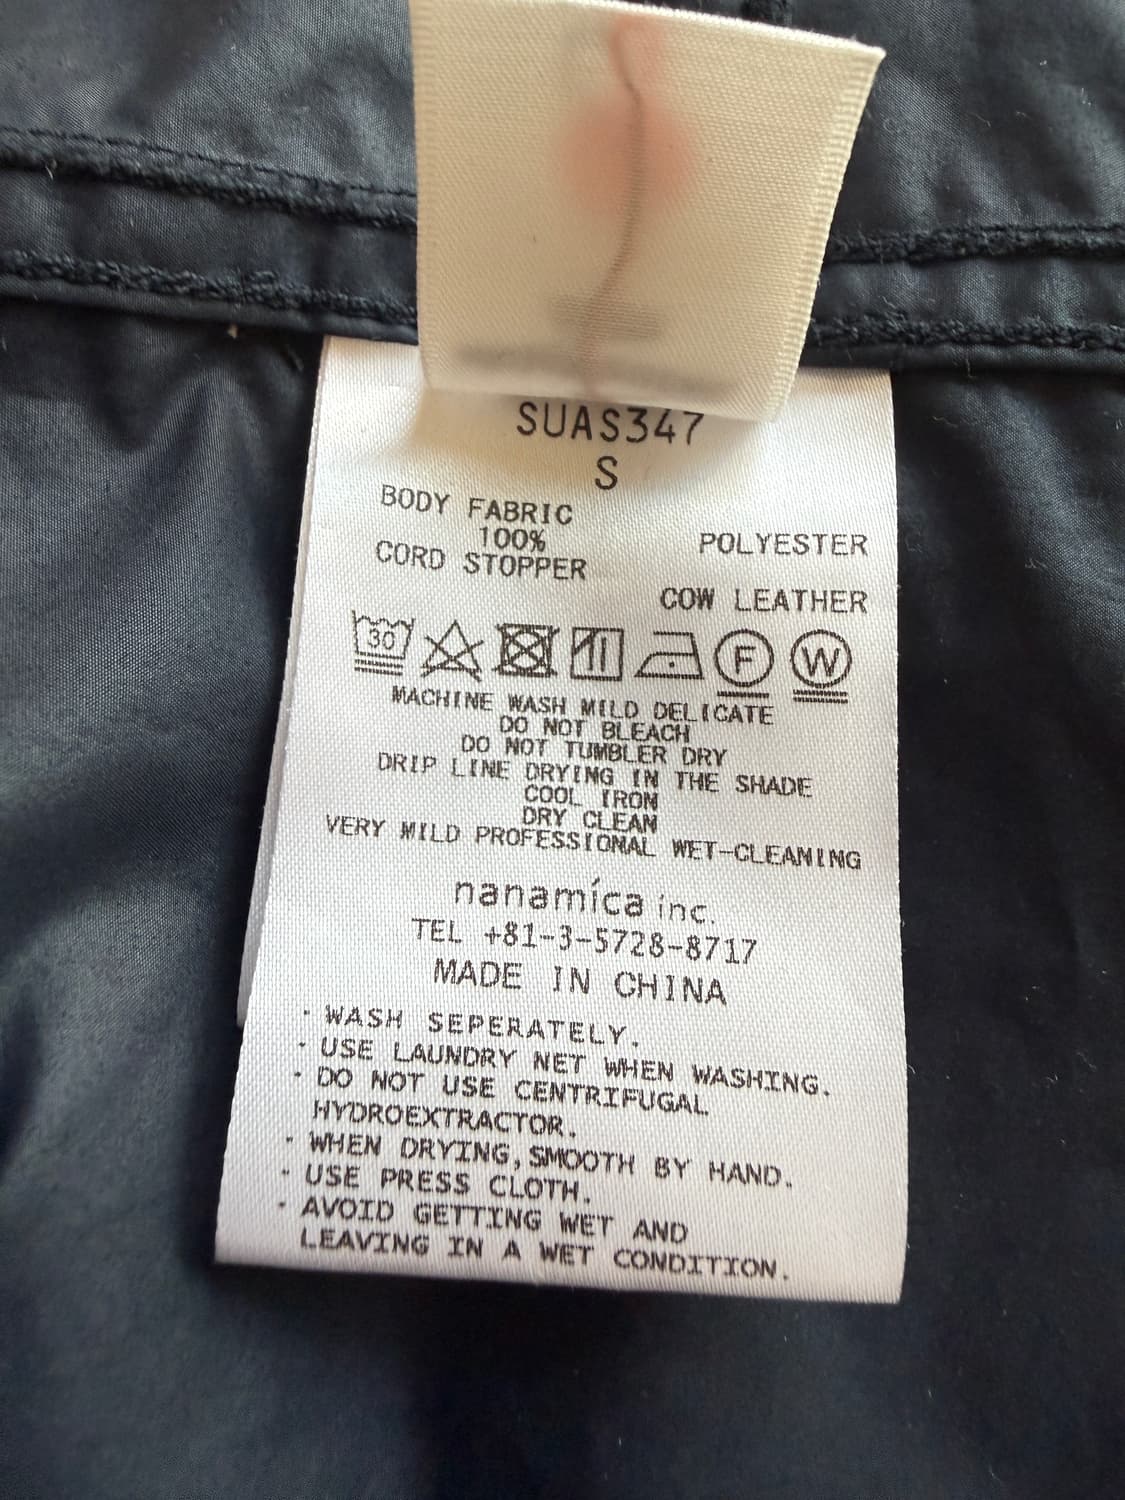 SUAS347
S
BODY FABRIC
100% POLYESTER
CORD STOPPER
COW LEATHER
30 F W
MACHINE WASH MILD DELICATE
DO NOT BLEACH
DO NOT TUMBLER DRY
DRIP LINE DRYING IN THE SHADE
COOL IRON
DRY CLEAN
VERY MILD PROFESSIONAL WET-CLEANING
nanamíca inc.
TEL +81-3-5728-8717
MADE IN CHINA
・WASH SEPERATELY.
・USE LAUNDRY NET WHEN WASHING.
・DO NOT USE CENTRIFUGAL
HYDROEXTRACTOR.
・WHEN DRYING,SMOOTH BY HAND.
・USE PRESS CLOTH.
・AVOID GETTING WET AND
LEAVING IN A WET CONDITION.